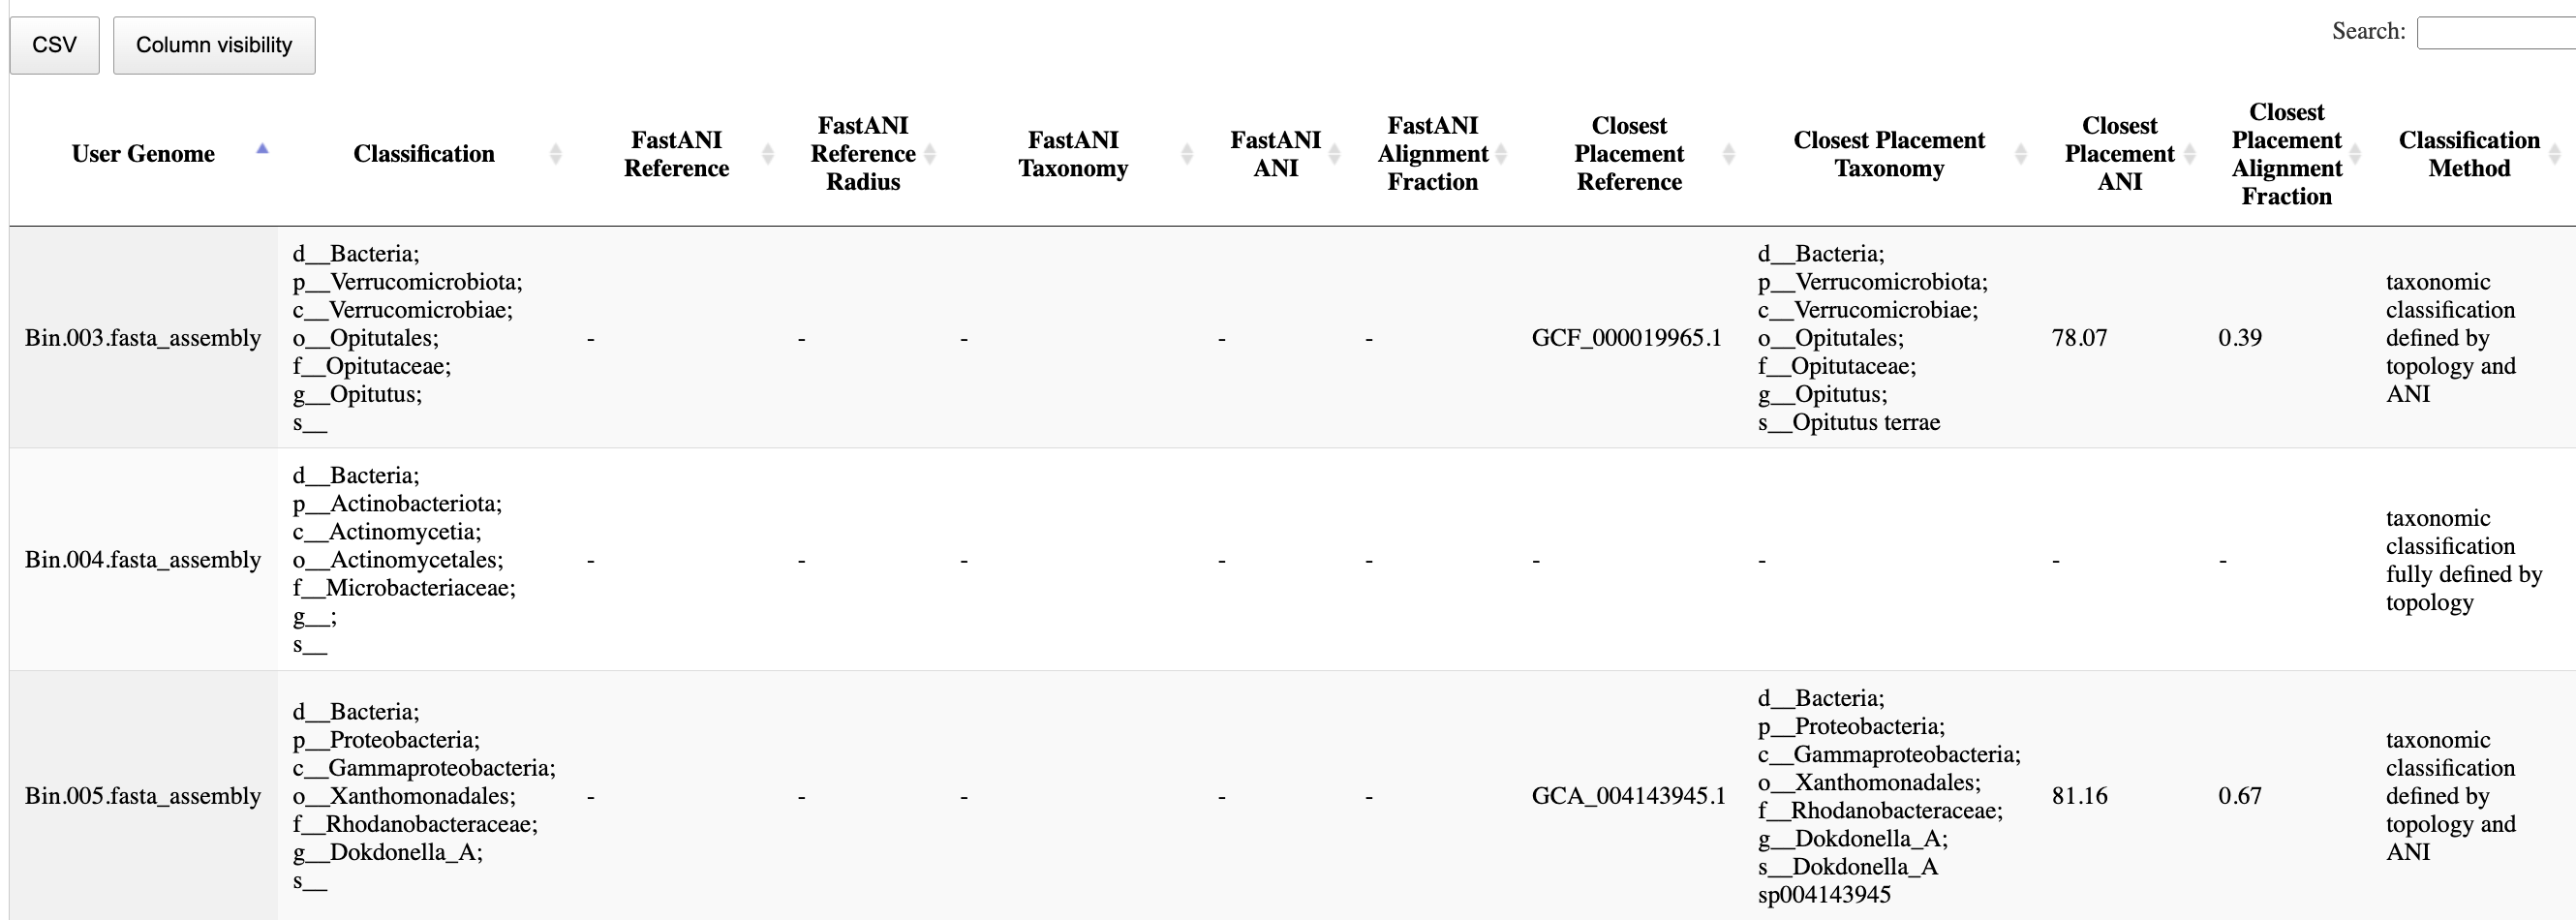 CSV
Column visibility
Search:
User Genome
Classification
FastANI
Reference
FastANI
Reference
Radius
FastANI
Taxonomy
FastANI
ANI
FastANI
Alignment
Fraction
Closest
Placement
Reference
Closest Placement
Taxonomy
Closest
Placement
ANI
Closest
Placement
Alignment
Fraction
Classification
Method
Bin.003.fasta_assembly
d__Bacteria;
p__Verrucomicrobiota;
c__Verrucomicrobiae;
o__Opitutales;
f__Opitutaceae;
g__Opitutus;
s__
-
-
-
-
-
GCF_000019965.1
d__Bacteria;
p__Verrucomicrobiota;
c__Verrucomicrobiae;
o__Opitutales;
f__Opitutaceae;
g__Opitutus;
s__Opitutus terrae
78.07
0.39
taxonomic
classification
defined by
topology and
ANI
Bin.004.fasta_assembly
d__Bacteria;
p__Actinobacteriota;
c__Actinomycetia;
o__Actinomycetales;
f__Microbacteriaceae;
g__;
s__
-
-
-
-
-
-
-
-
-
taxonomic
classification
fully defined by
topology
Bin.005.fasta_assembly
d__Bacteria;
p__Proteobacteria;
c__Gammaproteobacteria;
o__Xanthomonadales;
f__Rhodanobacteraceae;
g__Dokdonella_A;
s__
-
-
-
-
-
GCA_004143945.1
d__Bacteria;
p__Proteobacteria;
c__Gammaproteobacteria;
o__Xanthomonadales;
f__Rhodanobacteraceae;
g__Dokdonella_A;
s__Dokdonella_A
sp004143945
81.16
0.67
taxonomic
classification
defined by
topology and
ANI